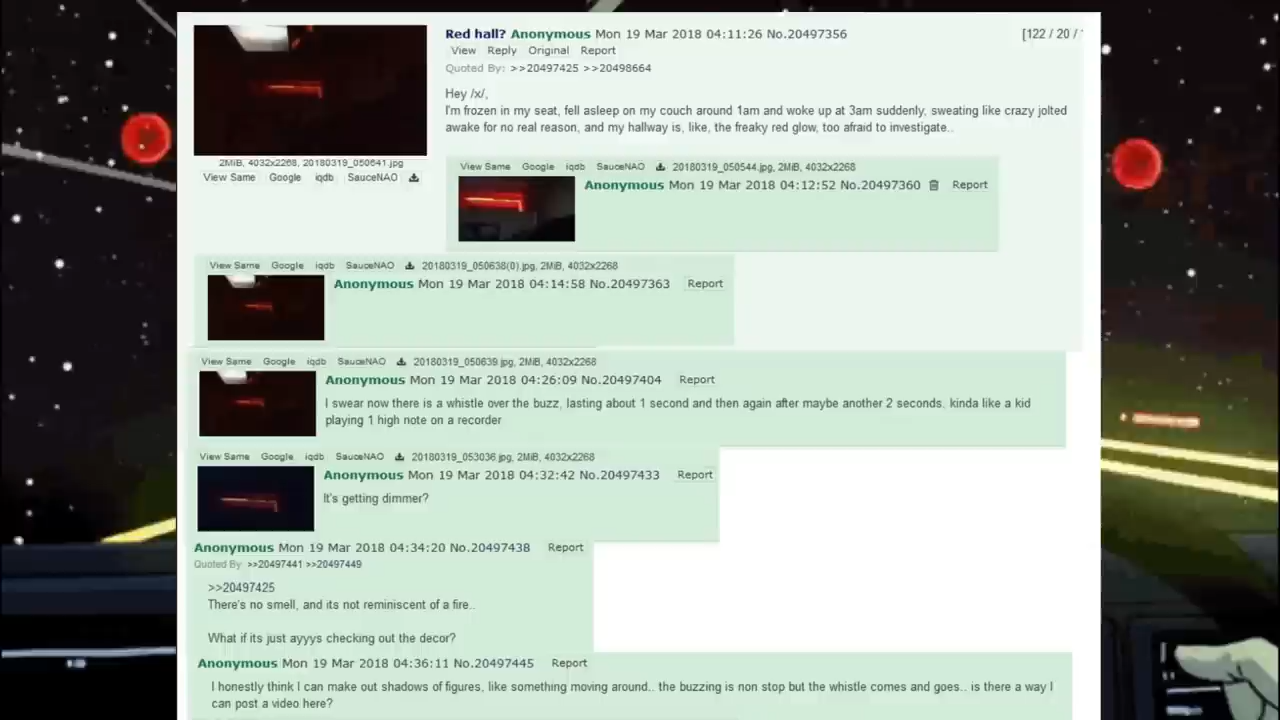 Red hall? Anonymous Mon 19 Mar 2018 04:11:26 No.20497356 [122 / 20 /
View Reply Original Report
Quoted By: >>20497425 >>20498664
Hey /x/,
I'm frozen in my seat, fell asleep on my couch around 1am and woke up at 3am suddenly, sweating like crazy jolted
awake for no real reason, and my hallway is, like, the freaky red glow, too afraid to investigate..
2MiB, 4032x2268, 20180319_050641.jpg
View Same Google iqdb SauceNAO
View Same Google iqdb SauceNAO 20180319_050544.jpg, 2MiB, 4032x2268
Anonymous Mon 19 Mar 2018 04:12:52 No.20497360 Report
View Same Google iqdb SauceNAO 20180319_050638(0).jpg, 2MiB, 4032x2268
Anonymous Mon 19 Mar 2018 04:14:58 No.20497363 Report
View Same Google iqdb SauceNAO 20180319_050639.jpg, 2MiB, 4032x2268
Anonymous Mon 19 Mar 2018 04:26:09 No.20497404 Report
I swear now there is a whistle over the buzz, lasting about 1 second and then again after maybe another 2 seconds. kinda like a kid
playing 1 high note on a recorder
View Same Google iqdb SauceNAO 20180319_053036.jpg, 2MiB, 4032x2268
Anonymous Mon 19 Mar 2018 04:32:42 No.20497433 Report
It's getting dimmer?
Anonymous Mon 19 Mar 2018 04:34:20 No.20497438 Report
Quoted By: >>20497441 >>20497449
>>20497425
There's no smell, and its not reminiscent of a fire..
What if its just ayyys checking out the decor?
Anonymous Mon 19 Mar 2018 04:36:11 No.20497445 Report
I honestly think I can make out shadows of figures, like something moving around.. the buzzing is non stop but the whistle comes and goes.. is there a way I
can post a video here?